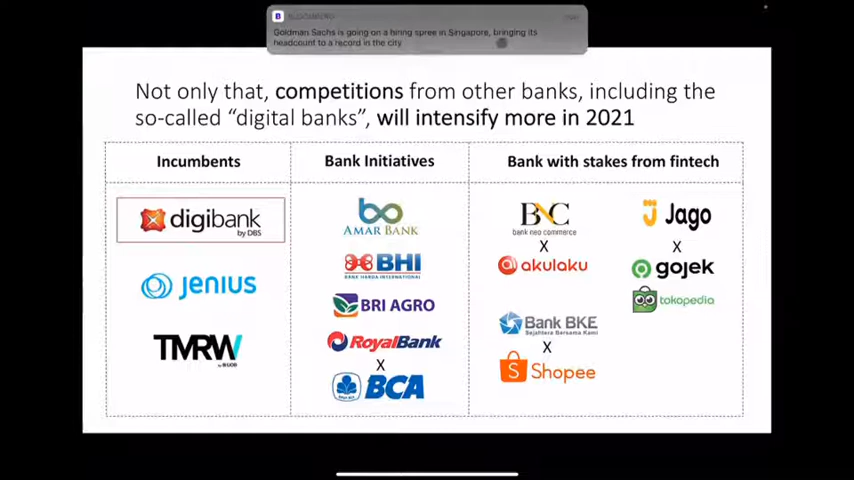 Goldman Sachs is going on a hiring spree in Singapore, bringing its
headcount to a record in the city
Not only that, competitions from other banks, including the
so-called “digital banks”, will intensify more in 2021
Incumbents
Bank Initiatives
Bank with stakes from fintech
digibank
by DBS
Jenius
TMRW
by UOB
AMAR BANK
BHI
BANK HARDA INTERNATIONAL
BRI AGRO
RoyalBank
X
BCA
BNC
bank neo commerce
X
akulaku
Bank BKE
Sejahtera Bersama Kami
X
Shopee
Jago
X
gojek
tokopedia